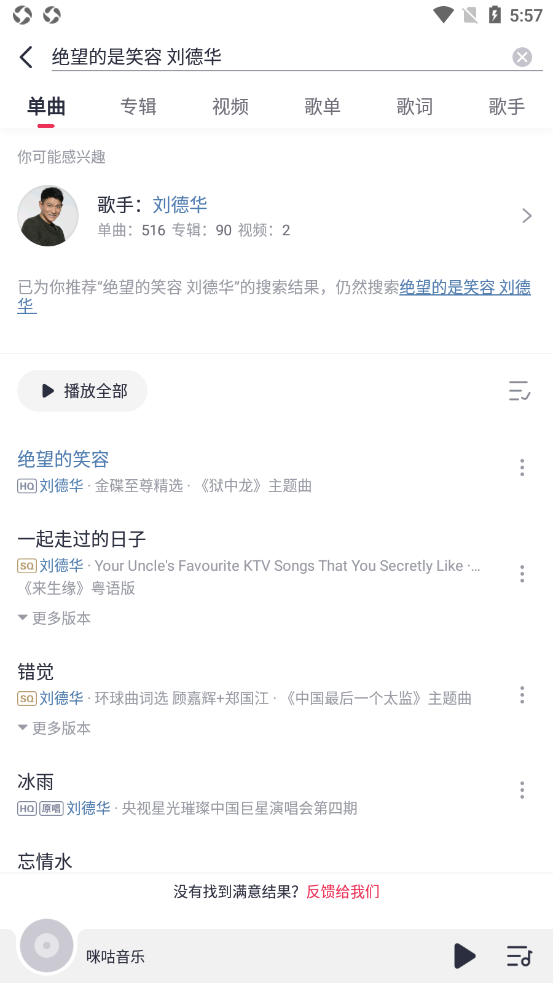 5:57
绝望的是笑容 刘德华
单曲 专辑 视频 歌单 歌词 歌手
你可能感兴趣
歌手：刘德华
单曲：516 专辑：90 视频：2
已为你推荐“绝望的笑容 刘德华”的搜索结果，仍然搜索绝望的是笑容 刘德
华
播放全部
绝望的笑容
HQ 刘德华 · 金碟至尊精选 · 《狱中龙》主题曲
一起走过的日子
SQ 刘德华 · Your Uncle's Favourite KTV Songs That You Secretly Like ·...
《来生缘》粤语版
更多版本
错觉
SQ 刘德华 · 环球曲词选 顾嘉辉+郑国江 · 《中国最后一个太监》主题曲
更多版本
冰雨
HQ 原唱 刘德华 · 央视星光璀璨中国巨星演唱会第四期
忘情水
没有找到满意结果？反馈给我们
咪咕音乐